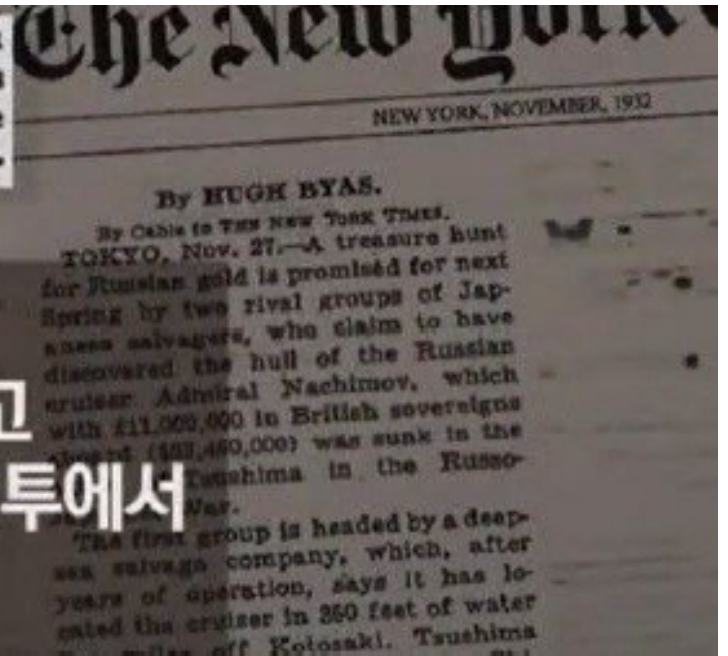 The New York
NEW YORK, NOVEMBER, 1932
By HUGH BYAS.
By Cable to THE NEW YORK TIMES.
TOKYO, Nov. 27.—A treasure hunt
for Russian gold is promised for next
Spring by two rival groups of Jap-
anese salvagers, who claim to have
discovered the hull of the Russian
cruiser Admiral Nachimov, which
with £11,000,000 in British sovereigns
was sunk in the
Tsushima in the Russo-
War.
The first group is headed by a deep-
sea salvage company, which, after
years of operation, says it has lo-
cated the cruiser in 360 feet of water
miles off Kotosaki, Tsushima
고
투에서